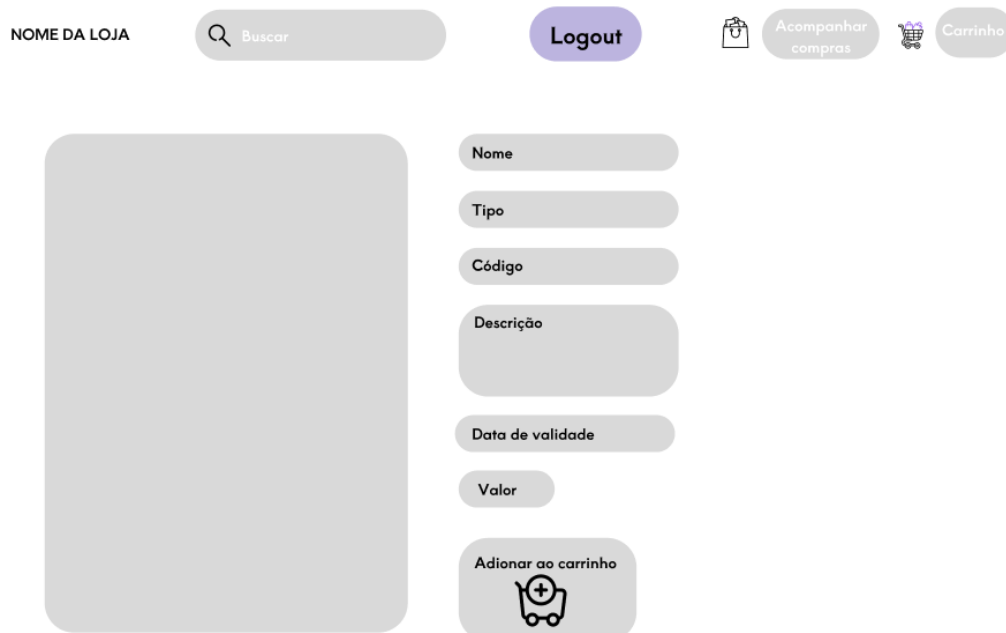 NOME DA LOJA
Buscar
Logout
Acompanhar
compras
Carrinho
Nome
Tipo
Código
Descrição
Data de validade
Valor
Adionar ao carrinho